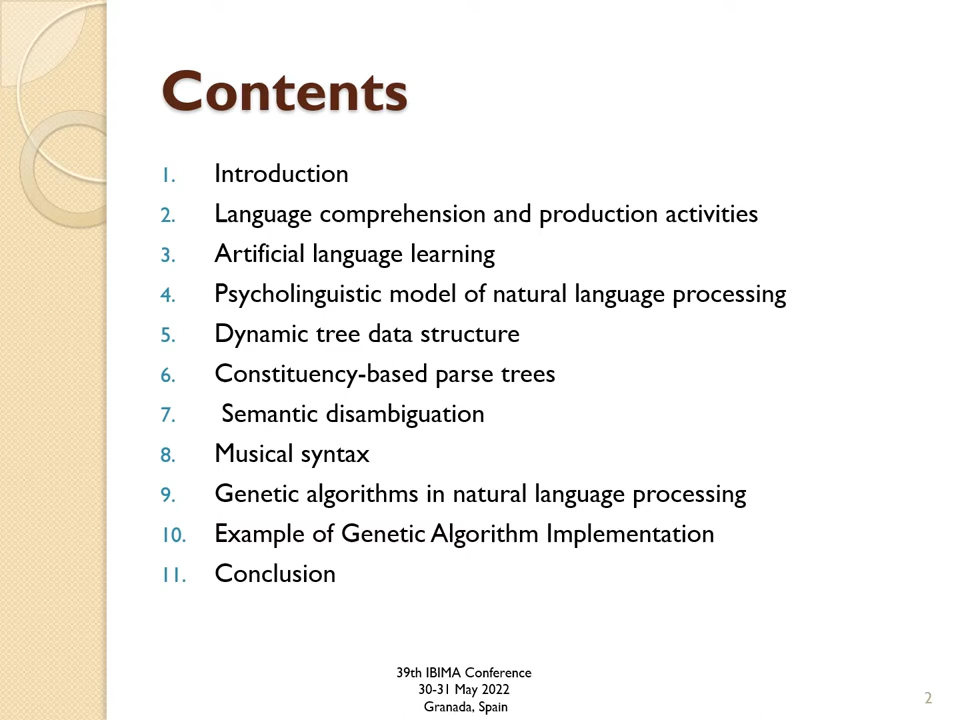 Contents
1. Introduction
2. Language comprehension and production activities
3. Artificial language learning
4. Psycholinguistic model of natural language processing
5. Dynamic tree data structure
6. Constituency-based parse trees
7. Semantic disambiguation
8. Musical syntax
9. Genetic algorithms in natural language processing
10. Example of Genetic Algorithm Implementation
11. Conclusion
39th IBIMA Conference
30-31 May 2022
Granada, Spain
2